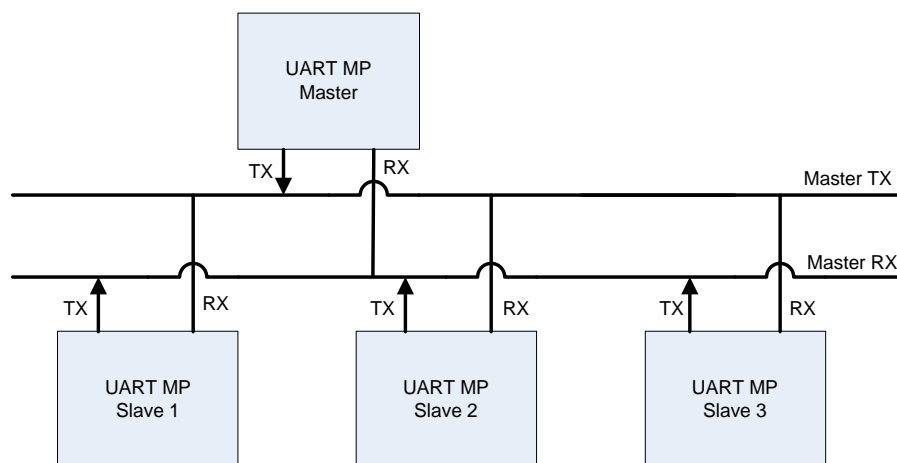 UART MP
Master
TX
RX
Master TX
Master RX
TX
RX
TX
RX
TX
RX
UART MP
Slave 1
UART MP
Slave 2
UART MP
Slave 3